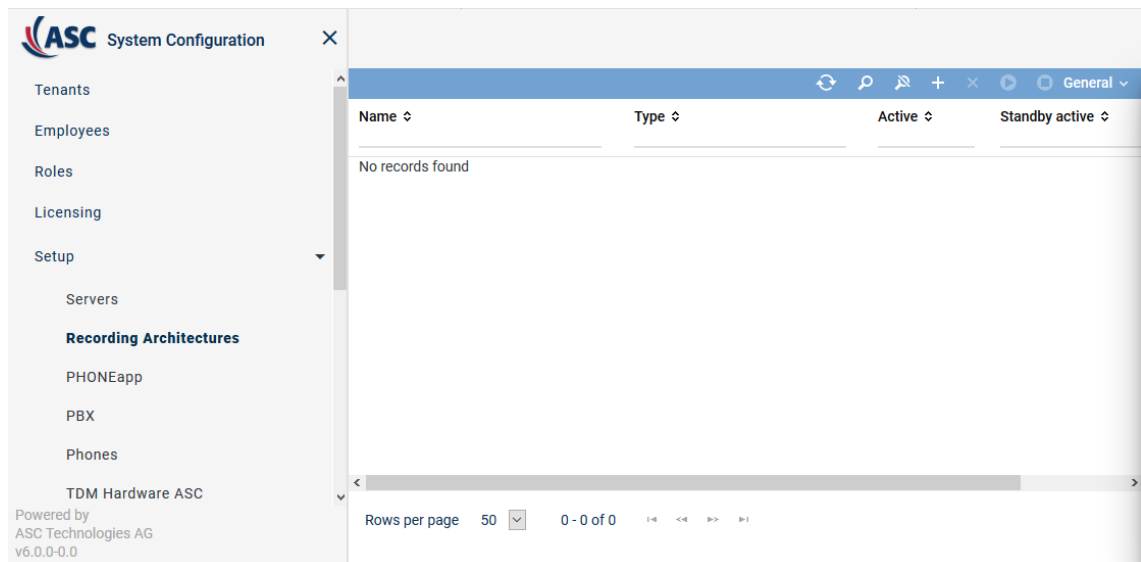 ASC System Configuration
Tenants
Employees
Roles
Licensing
Setup
Servers
Recording Architectures
PHONEapp
PBX
Phones
TDM Hardware ASC
Powered by
ASC Technologies AG
v6.0.0-0.0
General
Name Type Active Standby active
No records found
Rows per page 50 0 - 0 of 0